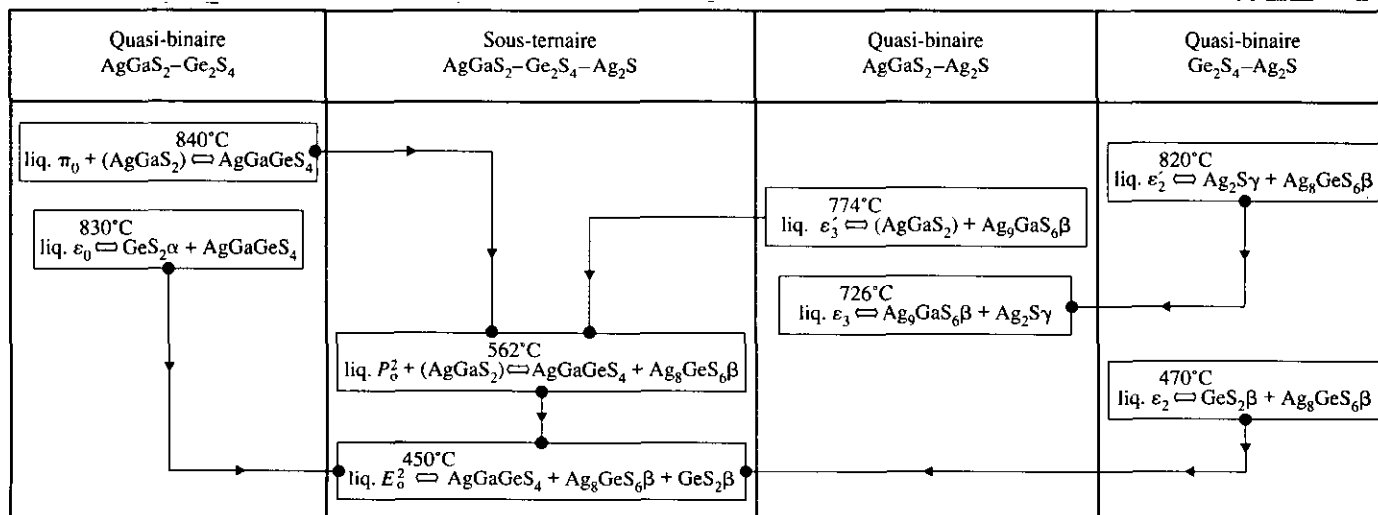 Quasi-binaire
AgGaS₂–Ge₂S₄
Sous-ternaire
AgGaS₂–Ge₂S₄–Ag₂S
Quasi-binaire
AgGaS₂–Ag₂S
Quasi-binaire
Ge₂S₄–Ag₂S
840°C
liq. π₀ + (AgGaS₂) ⇔ AgGaGeS₄
830°C
liq. ε₀ ⇔ GeS₂α + AgGaGeS₄
562°C
liq. Pₒ² + (AgGaS₂) ⇔ AgGaGeS₄ + Ag₈GeS₆β
450°C
liq. Eₒ² ⇔ AgGaGeS₄ + Ag₈GeS₆β + GeS₂β
774°C
liq. ε₃′ ⇔ (AgGaS₂) + Ag₉GaS₆β
726°C
liq. ε₃ ⇔ Ag₉GaS₆β + Ag₂Sγ
820°C
liq. ε₂′ ⇔ Ag₂Sγ + Ag₈GeS₆β
470°C
liq. ε₂ ⇔ GeS₂β + Ag₈GeS₆β